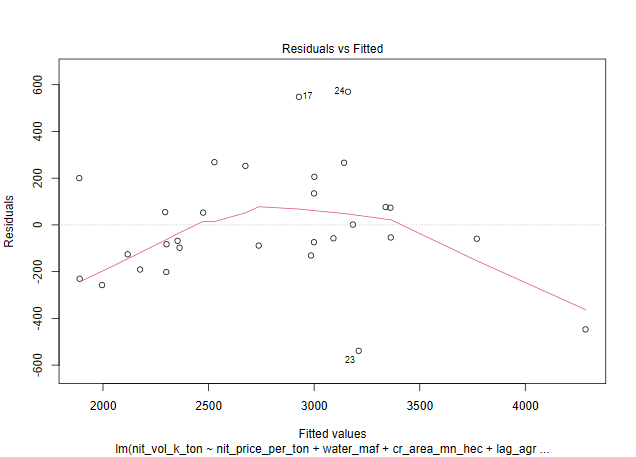 Residuals vs Fitted
Residuals
600
400
200
0
-200
-400
-600
17
24
23
2000 2500 3000 3500 4000
Fitted values
lm(nit_vol_k_ton ~ nit_price_per_ton + water_maf + cr_area_mn_hec + lag_agr ...